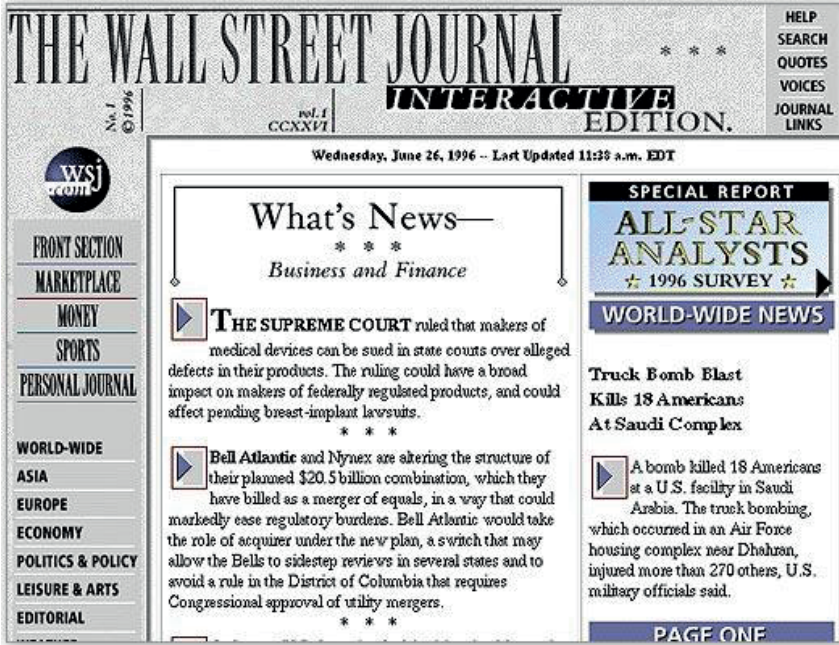 THE WALL STREET JOURNAL
INTERACTIVE
EDITION.
No. 1
© 1996
vol. 1
CCXXVI
* * *
HELP
SEARCH
QUOTES
VOICES
JOURNAL
LINKS
Wednesday, June 26, 1996 -- Last Updated 11:38 a.m. EDT
wsj
.com
FRONT SECTION
MARKETPLACE
MONEY
SPORTS
PERSONAL JOURNAL
WORLD-WIDE
ASIA
EUROPE
ECONOMY
POLITICS & POLICY
LEISURE & ARTS
EDITORIAL
What's News—
* * *
Business and Finance
THE SUPREME COURT ruled that makers of
medical devices can be sued in state courts over alleged
defects in their products. The ruling could have a broad
impact on makers of federally regulated products, and could
affect pending breast-implant lawsuits.
* * *
Bell Atlantic and Nynex are altering the structure of
their planned $20.5 billion combination, which they
have billed as a merger of equals, in a way that could
markedly ease regulatory burdens. Bell Atlantic would take
the role of acquirer under the new plan, a switch that may
allow the Bells to sidestep reviews in several states and to
avoid a rule in the District of Columbia that requires
Congressional approval of utility mergers.
* * *
SPECIAL REPORT
ALL-STAR
ANALYSTS
1996 SURVEY
WORLD-WIDE NEWS
Truck Bomb Blast
Kills 18 Americans
At Saudi Complex
A bomb killed 18 Americans
at a U.S. facility in Saudi
Arabia. The truck bombing,
which occurred in an Air Force
housing complex near Dhahran,
injured more than 270 others, U.S.
military officials said.
PAGE ONE